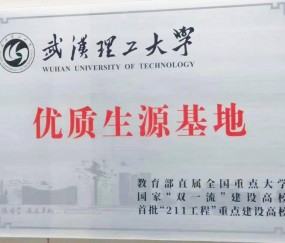 武漢理工大學
WUHAN UNIVERSITY OF TECHNOLOGY
优质生源基地
教育部直属全国重点大学
国家“双一流”建设高校
首批“211工程”重点建设高校